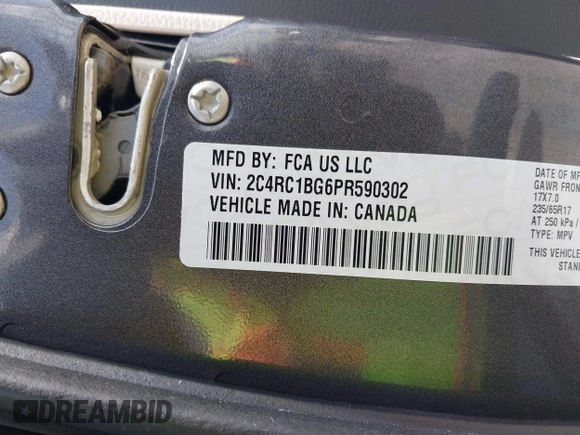 MFD BY: FCA US LLC
VIN: 2C4RC1BG6PR590302
VEHICLE MADE IN: CANADA
DATE OF M
GAWR FRON
17X7.0
235/65R17
AT 250 kPa /
TYPE: MPV
THIS VEHICLE
STAN
DREAMBID